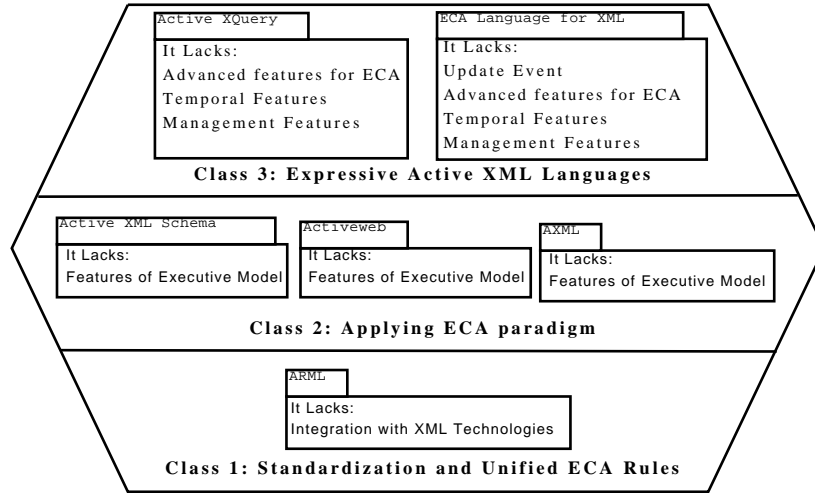 Active XQuery
It Lacks:
Advanced features for ECA
Temporal Features
Management Features
ECA Language for XML
It Lacks:
Update Event
Advanced features for ECA
Temporal Features
Management Features
Class 3: Expressive Active XML Languages
Active XML Schema
It Lacks:
Features of Executive Model
Activeweb
It Lacks:
Features of Executive Model
AXML
It Lacks:
Features of Executive Model
Class 2: Applying ECA paradigm
ARML
It Lacks:
Integration with XML Technologies
Class 1: Standardization and Unified ECA Rules